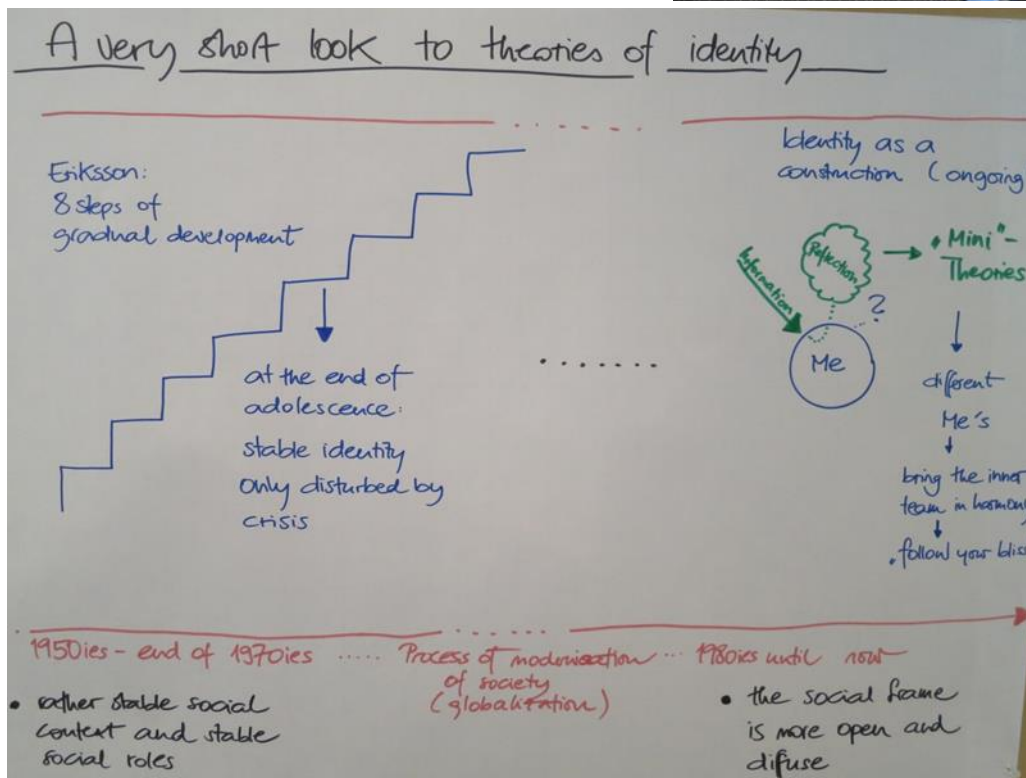 A very short look to theories of identity
Eriksson:
8 steps of
gradual development
at the end of
adolescence:
stable identity
only disturbed by
crisis
.......
Identity as a
construction (ongoing
Information
Reflection
"Mini"-
Theories
?
Me
different
Me's
bring the inner
team in harmony
follow your bliss
1950ies - end of 1970ies ..... Process of modernisation ... 1980ies until now
of society
(globalization)
• rather stable social
context and stable
social roles
• the social frame
is more open and
difuse